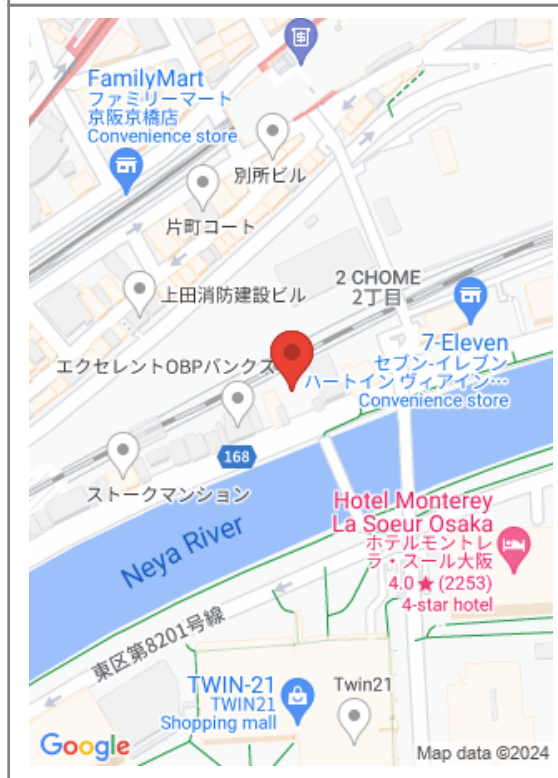 FamilyMart
ファミリーマート
京阪京橋店
Convenience store
別所ビル
片町コート
2 CHOME
2丁目
上田消防建設ビル
7-Eleven
セブン-イレブン
ハートイン ヴィアイン…
Convenience store
エクセレントOBPバンクス
168
ストークマンション
Neya River
Hotel Monterey
La Soeur Osaka
ホテルモントレ
ラ・スール大阪
4.0 ★ (2253)
4-star hotel
東区第8201号線
TWIN-21
TWIN21
Shopping mall
Twin21
Google
Map data ©2024